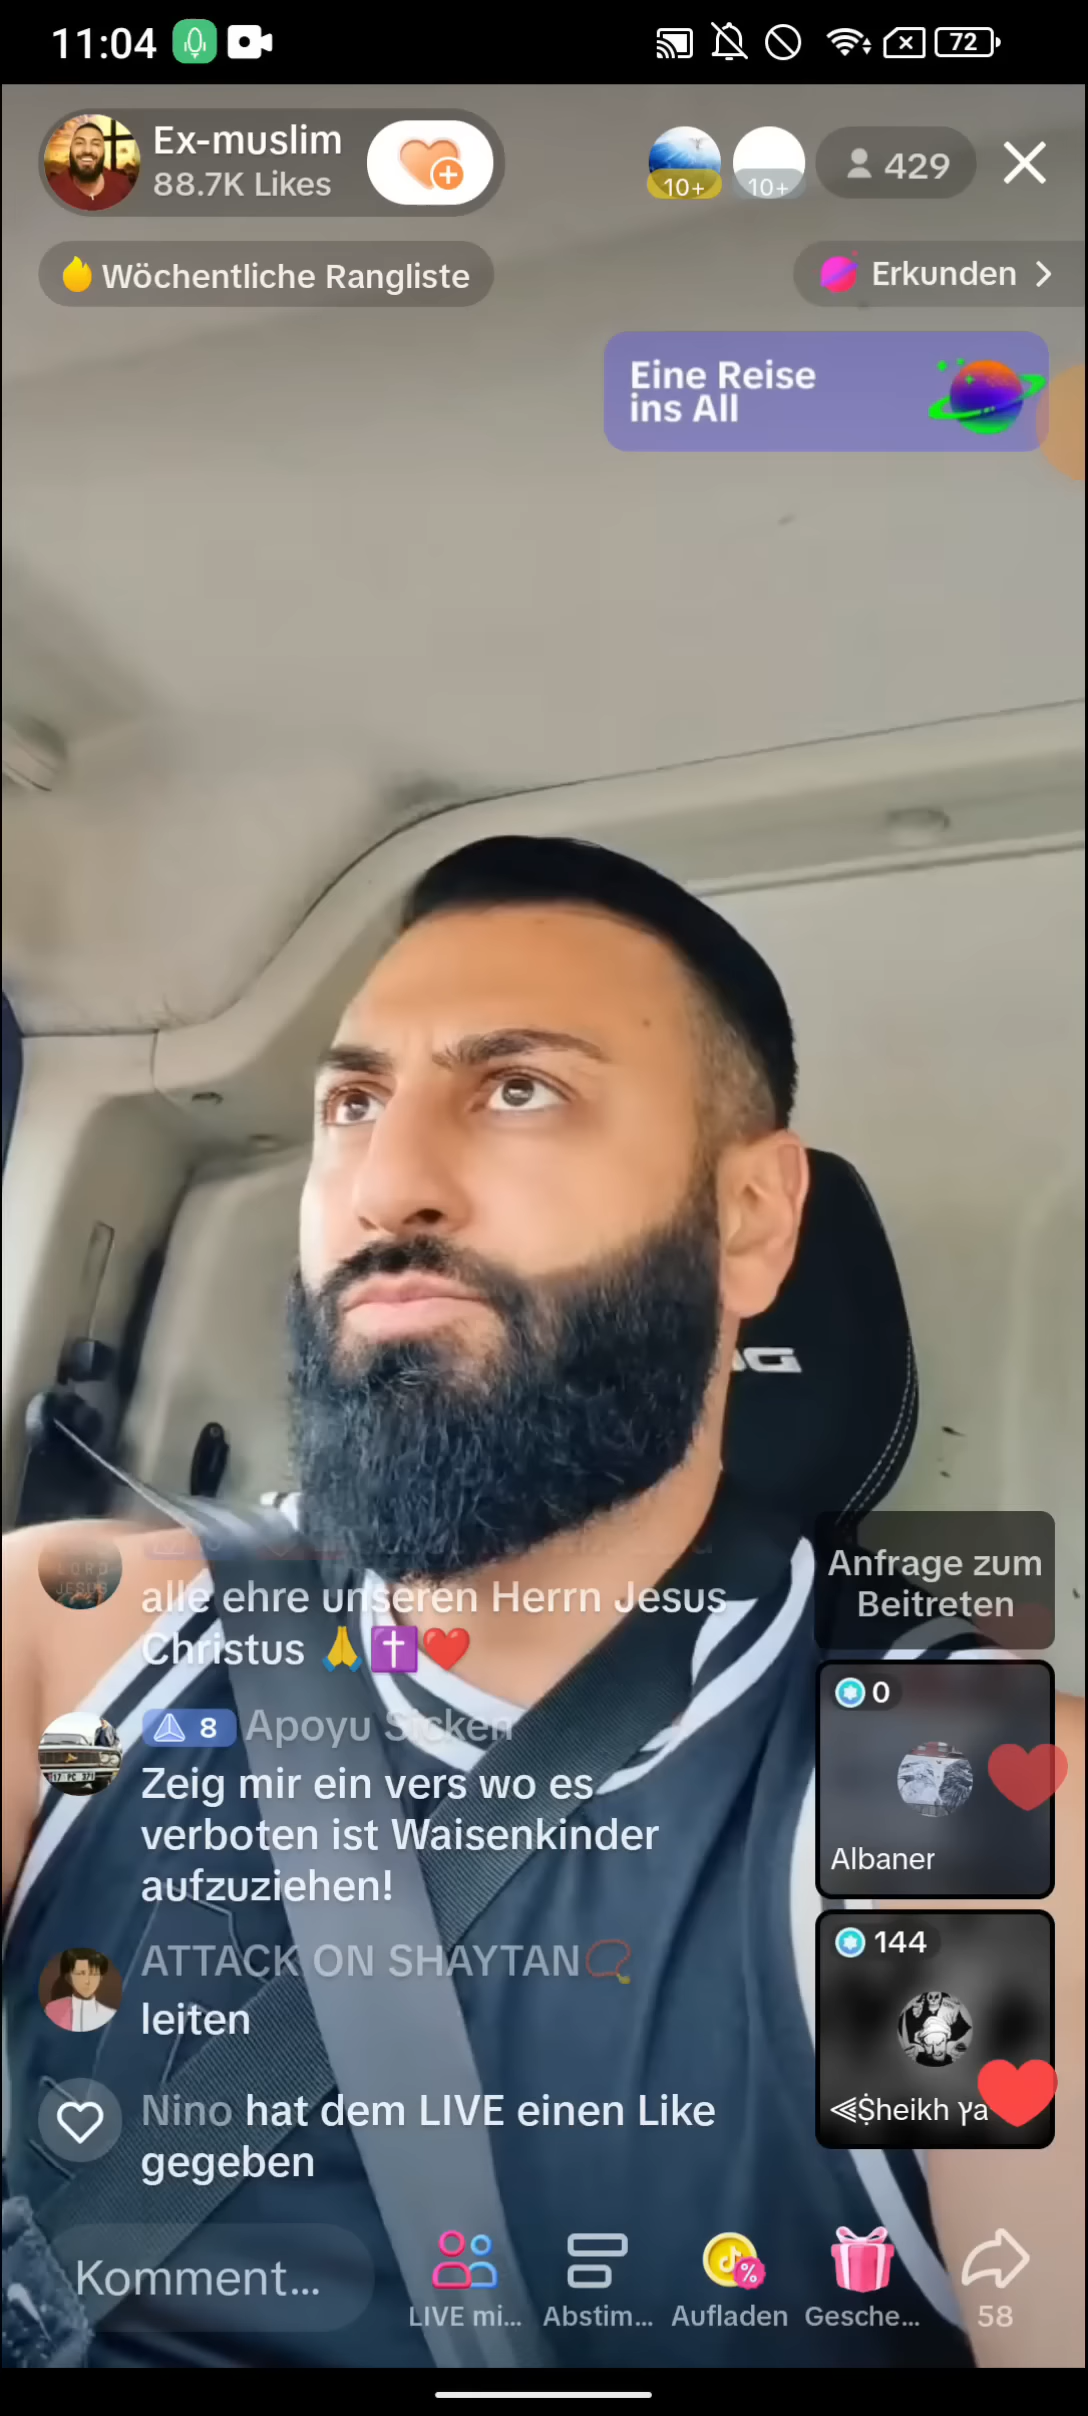 11:04
72
Ex-muslim
88.7K Likes
10+
10+
429
Wöchentliche Rangliste
Erkunden
Eine Reise
ins All
LORD
JESUS
alle ehre unseren Herrn Jesus
Christus 🙏✝️❤️
Anfrage zum
Beitreten
8 Apoyu Sicken
Zeig mir ein vers wo es
verboten ist Waisenkinder
aufzuziehen!
0
Albaner
ATTACK ON SHAYTAN📿
leiten
144
Nino hat dem LIVE einen Like
gegeben
Komment...
LIVE mi...
Abstim...
Aufladen
Gesche...
58